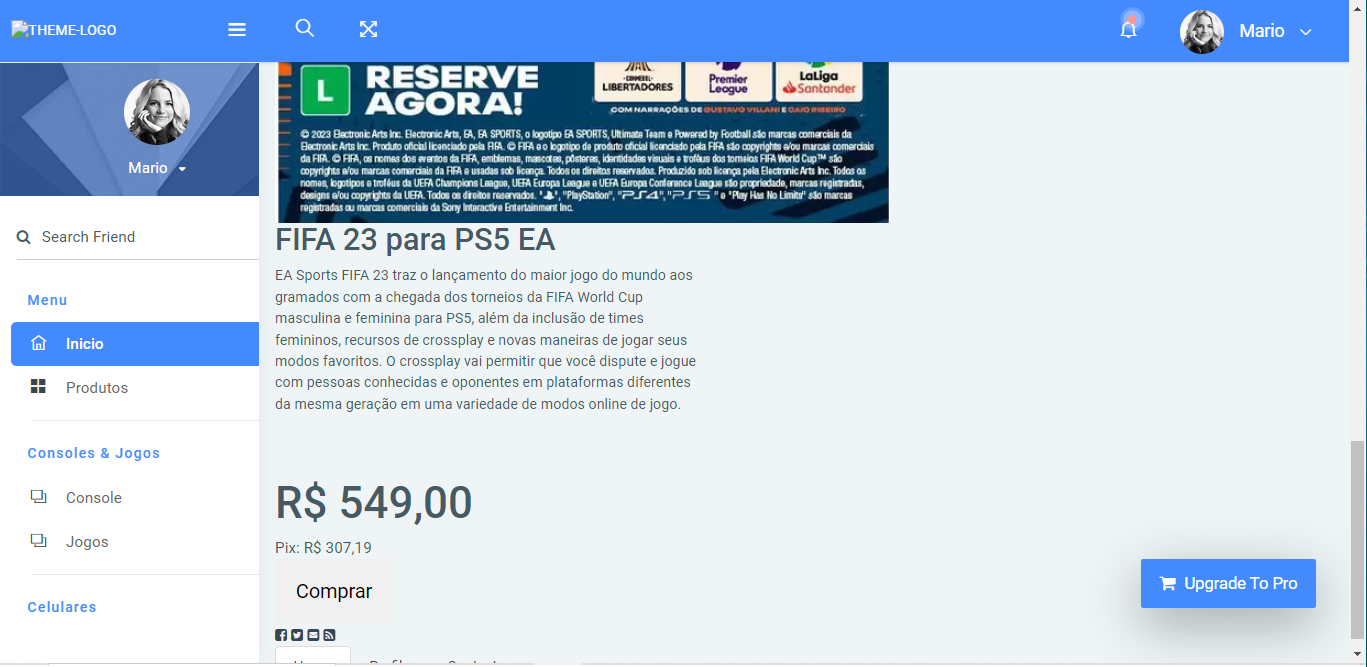 THEME-LOGO
Mario
Mario
Search Friend
Menu
Inicio
Produtos
Consoles & Jogos
Console
Jogos
Celulares
L
RESERVE
AGORA!
CONMEBOL
LIBERTADORES
Premier
League
LaLiga
Santander
COM NARRAÇÕES DE GUSTAVO VILLANI E CAIO RIBEIRO
© 2023 Electronic Arts Inc. Electronic Arts, EA, EA SPORTS, o logotipo EA SPORTS, Ultimate Team e Powered by Football são marcas comerciais da
Electronic Arts Inc. Produto oficial licenciado pela FIFA. © FIFA e o logotipo de produto oficial licenciado pela FIFA são copyrights e/ou marcas comerciais
da FIFA. © FIFA, os nomes dos eventos da FIFA, emblemas, mascotes, pôsteres, identidades visuais e troféus dos torneios FIFA World Cup™ são
copyrights e/ou marcas comerciais da FIFA e usadas sob licença. Todos os direitos reservados. Produzido sob licença pela Electronic Arts Inc. Todos os
nomes, logotipos e troféus da UEFA Champions League, UEFA Europa League e UEFA Europa Conference League são propriedade, marcas registradas,
designs e/ou copyrights da UEFA. Todos os direitos reservados. " ", "PlayStation", "PS4", "PS5" e "Play Has No Limits" são marcas
registradas ou marcas comerciais da Sony Interactive Entertainment Inc.
FIFA 23 para PS5 EA
EA Sports FIFA 23 traz o lançamento do maior jogo do mundo aos
gramados com a chegada dos torneios da FIFA World Cup
masculina e feminina para PS5, além da inclusão de times
femininos, recursos de crossplay e novas maneiras de jogar seus
modos favoritos. O crossplay vai permitir que você dispute e jogue
com pessoas conhecidas e oponentes em plataformas diferentes
da mesma geração em uma variedade de modos online de jogo.
R$ 549,00
Pix: R$ 307,19
Comprar
Upgrade To Pro